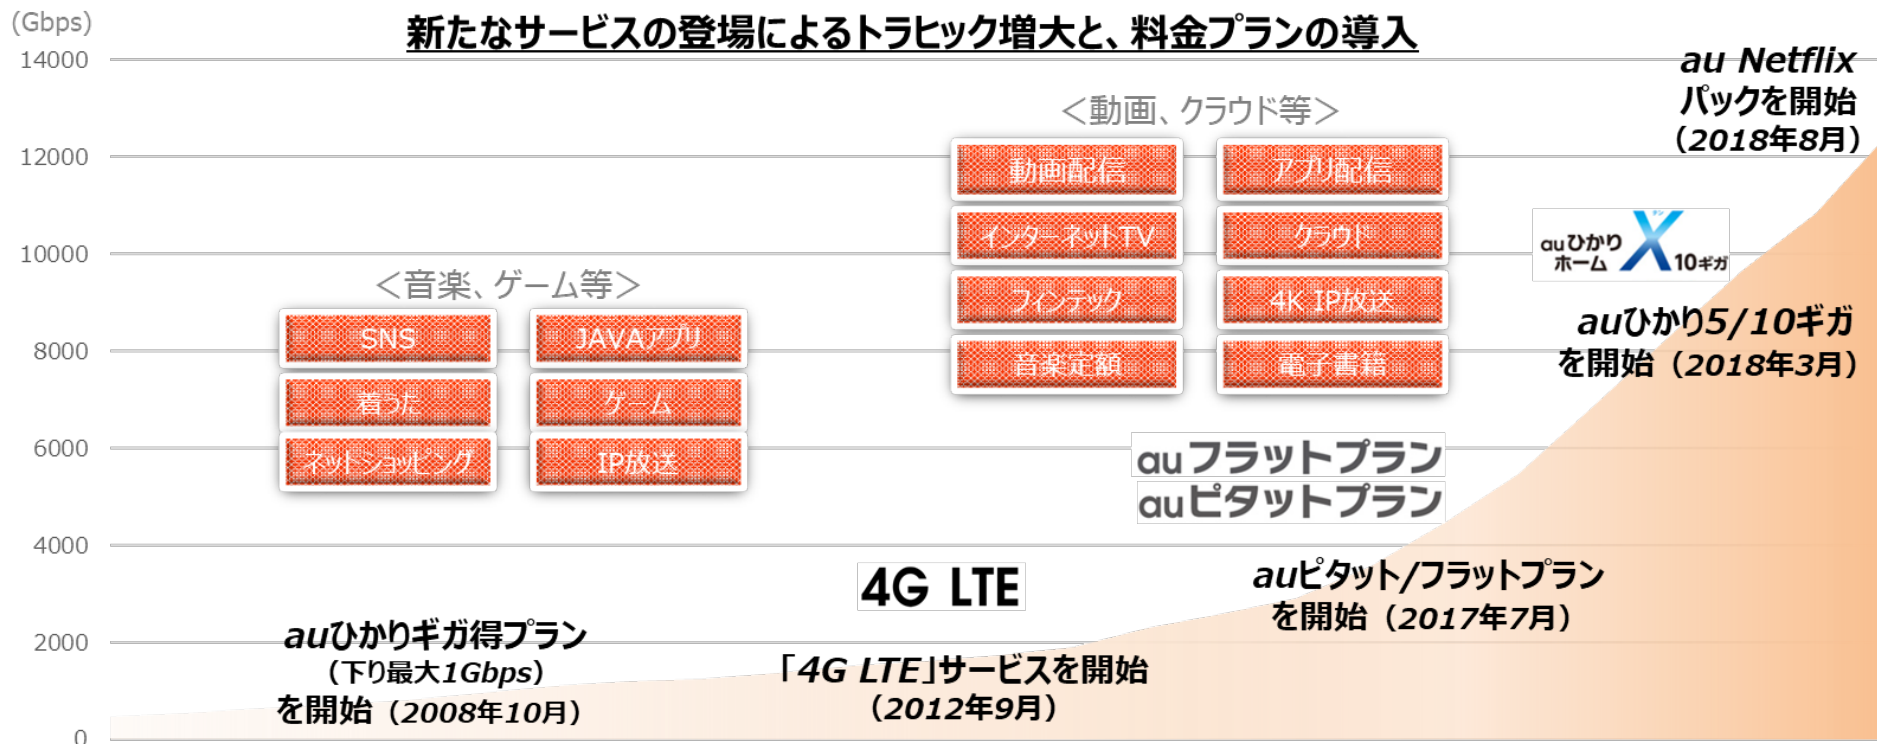 (Gbps)
新たなサービスの登場によるトラヒック増大と、料金プランの導入
14000
12000
10000
8000
6000
4000
2000
0
＜音楽、ゲーム等＞
SNS
JAVAアプリ
着うた
ゲーム
ネットショッピング
IP放送
＜動画、クラウド等＞
動画配信
アプリ配信
インターネットTV
クラウド
フィンテック
4K IP放送
音楽定額
電子書籍
au Netflix
パックを開始
（2018年8月）
auひかり
ホーム
X
テン
10ギガ
auひかり5/10ギガ
を開始（2018年3月）
auフラットプラン
auピタットプラン
auピタット/フラットプラン
を開始（2017年7月）
4G LTE
「4G LTE」サービスを開始
（2012年9月）
auひかりギガ得プラン
（下り最大1Gbps）
を開始（2008年10月）